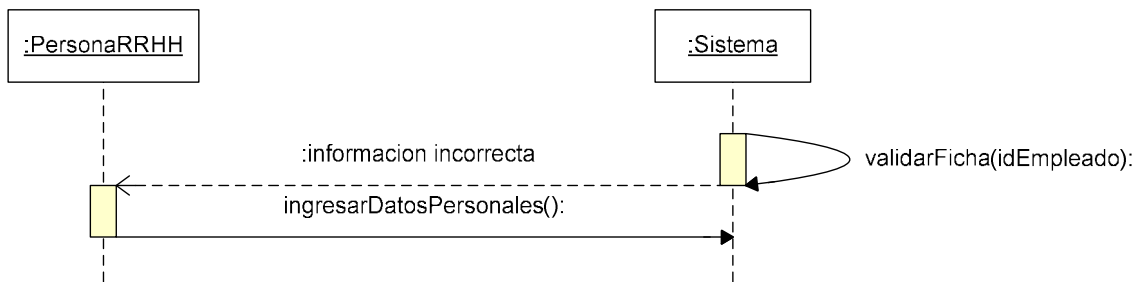 :PersonaRRHH
:Sistema
:informacion incorrecta
validarFicha(idEmpleado):
ingresarDatosPersonales():